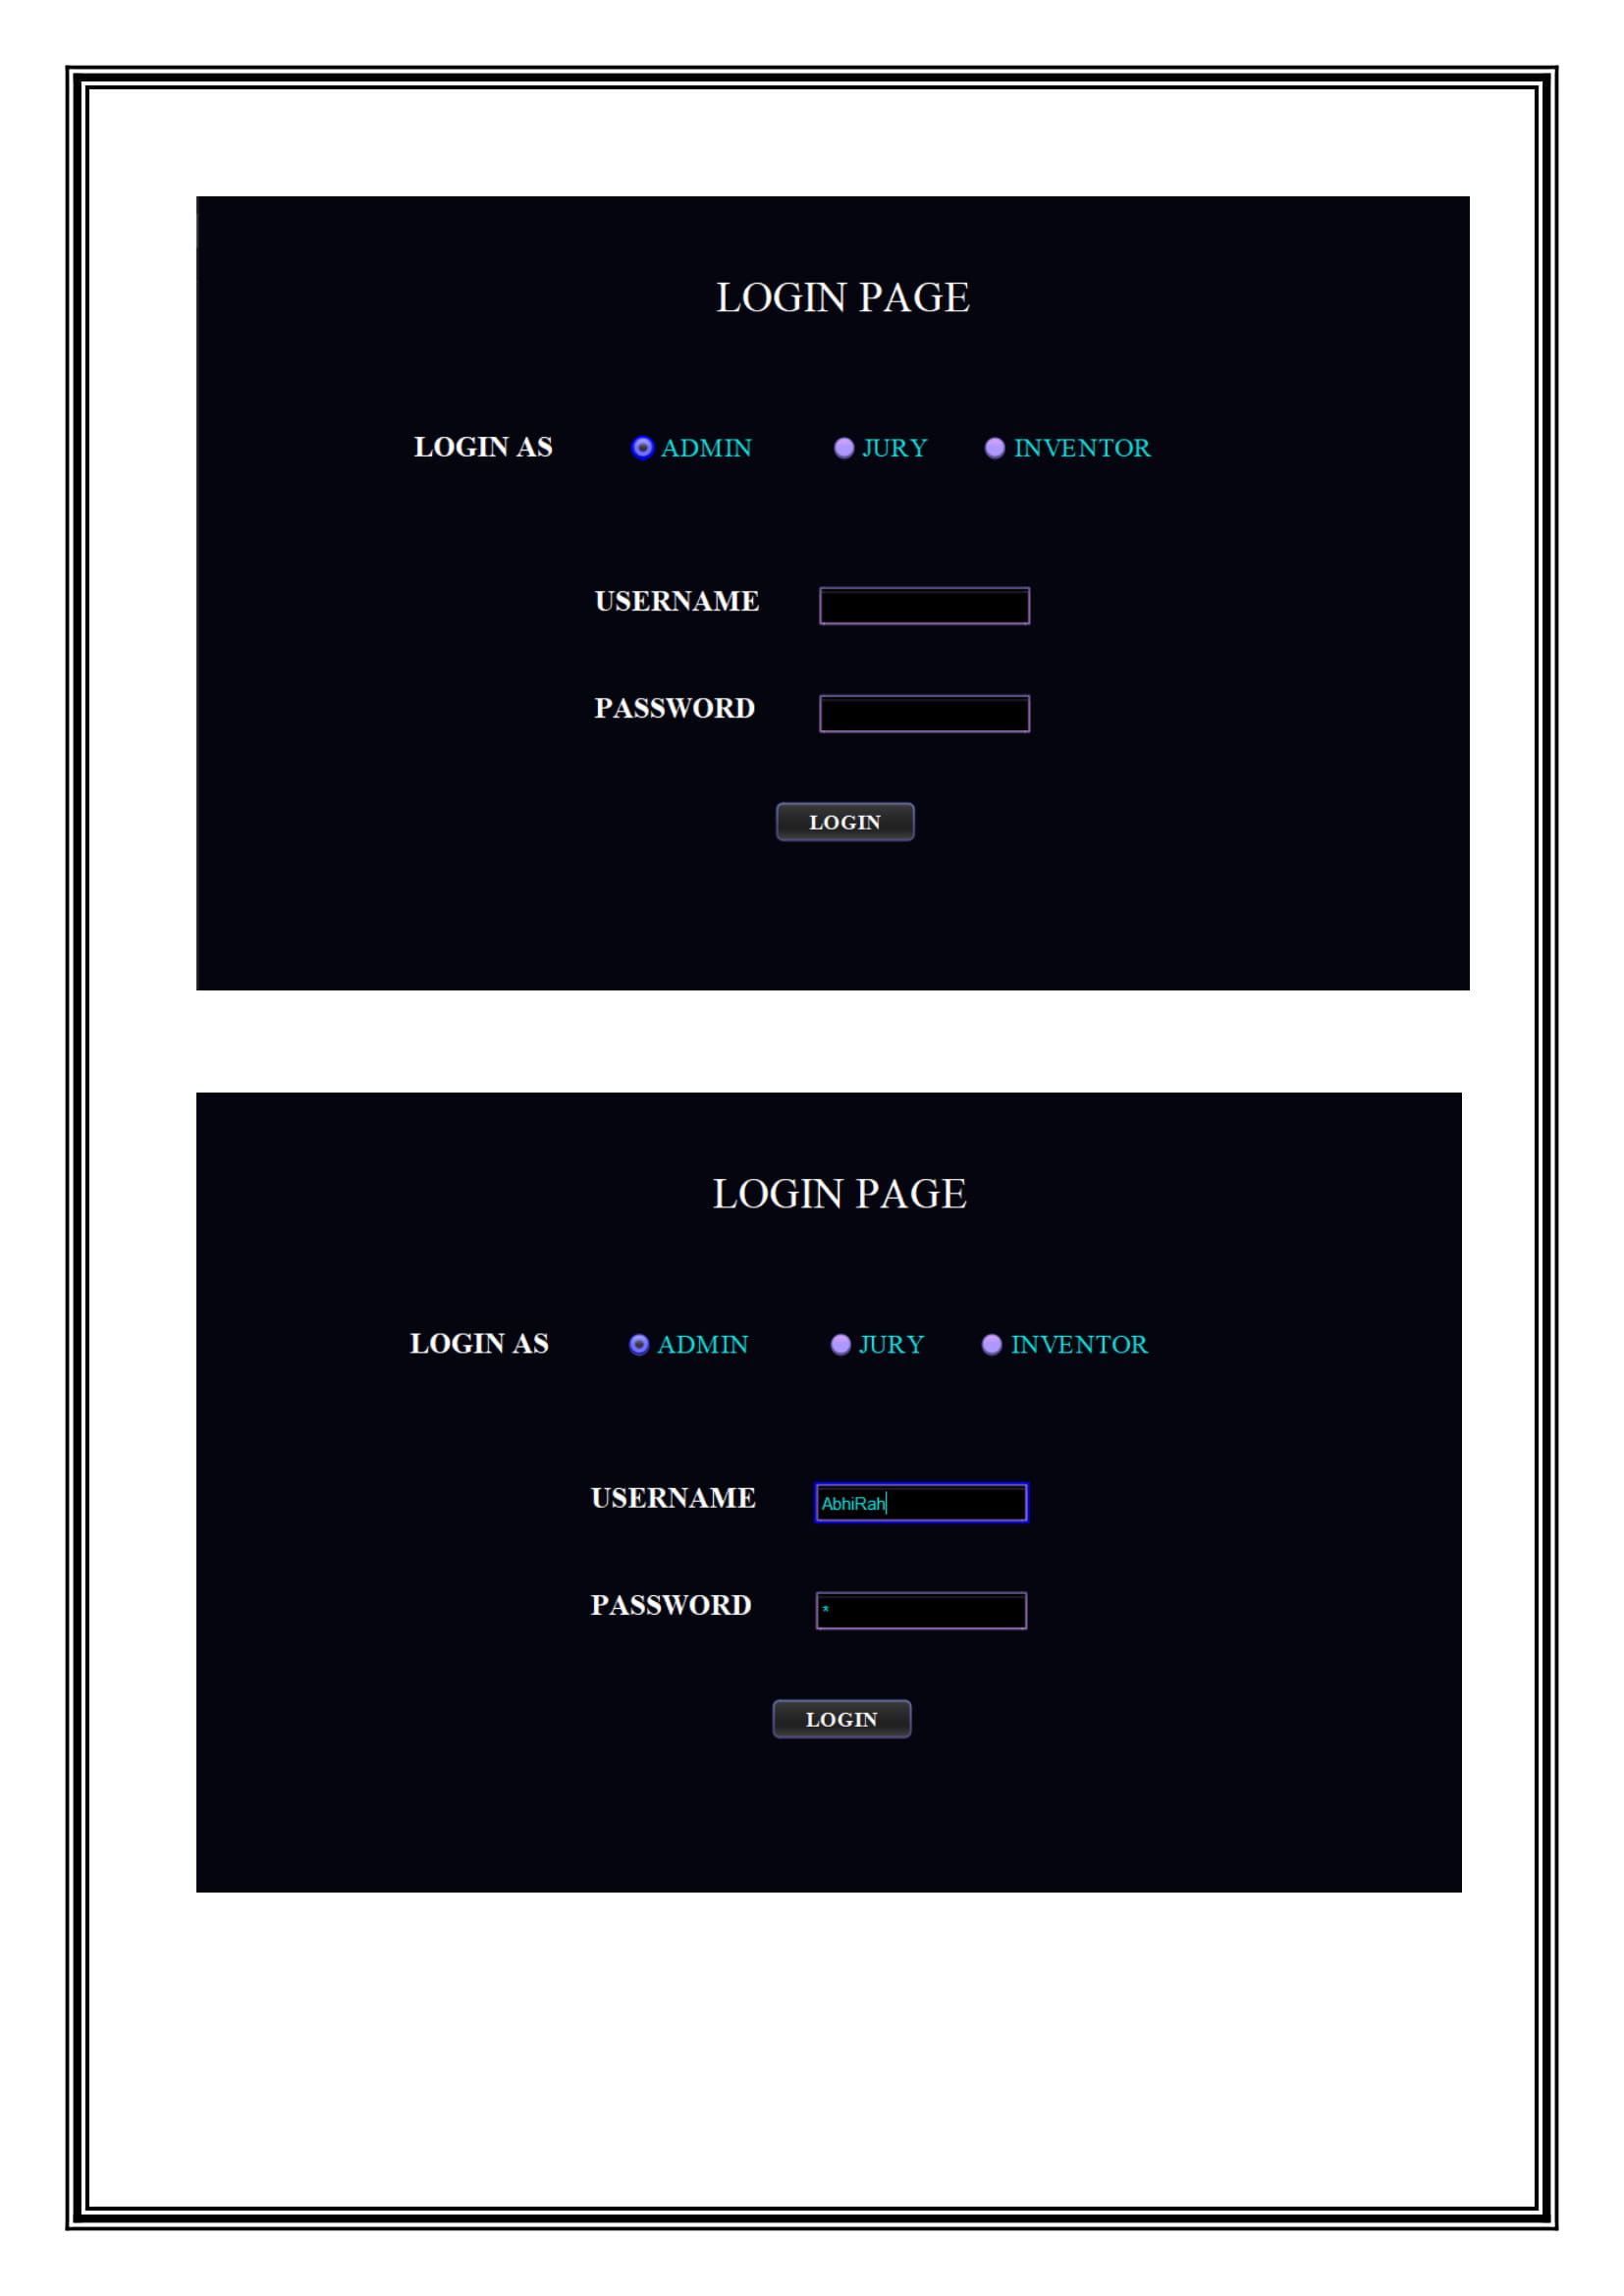 LOGIN PAGE
LOGIN AS ADMIN JURY INVENTOR
USERNAME
PASSWORD
LOGIN
LOGIN PAGE
LOGIN AS ADMIN JURY INVENTOR
USERNAME AbhiRah
PASSWORD *
LOGIN